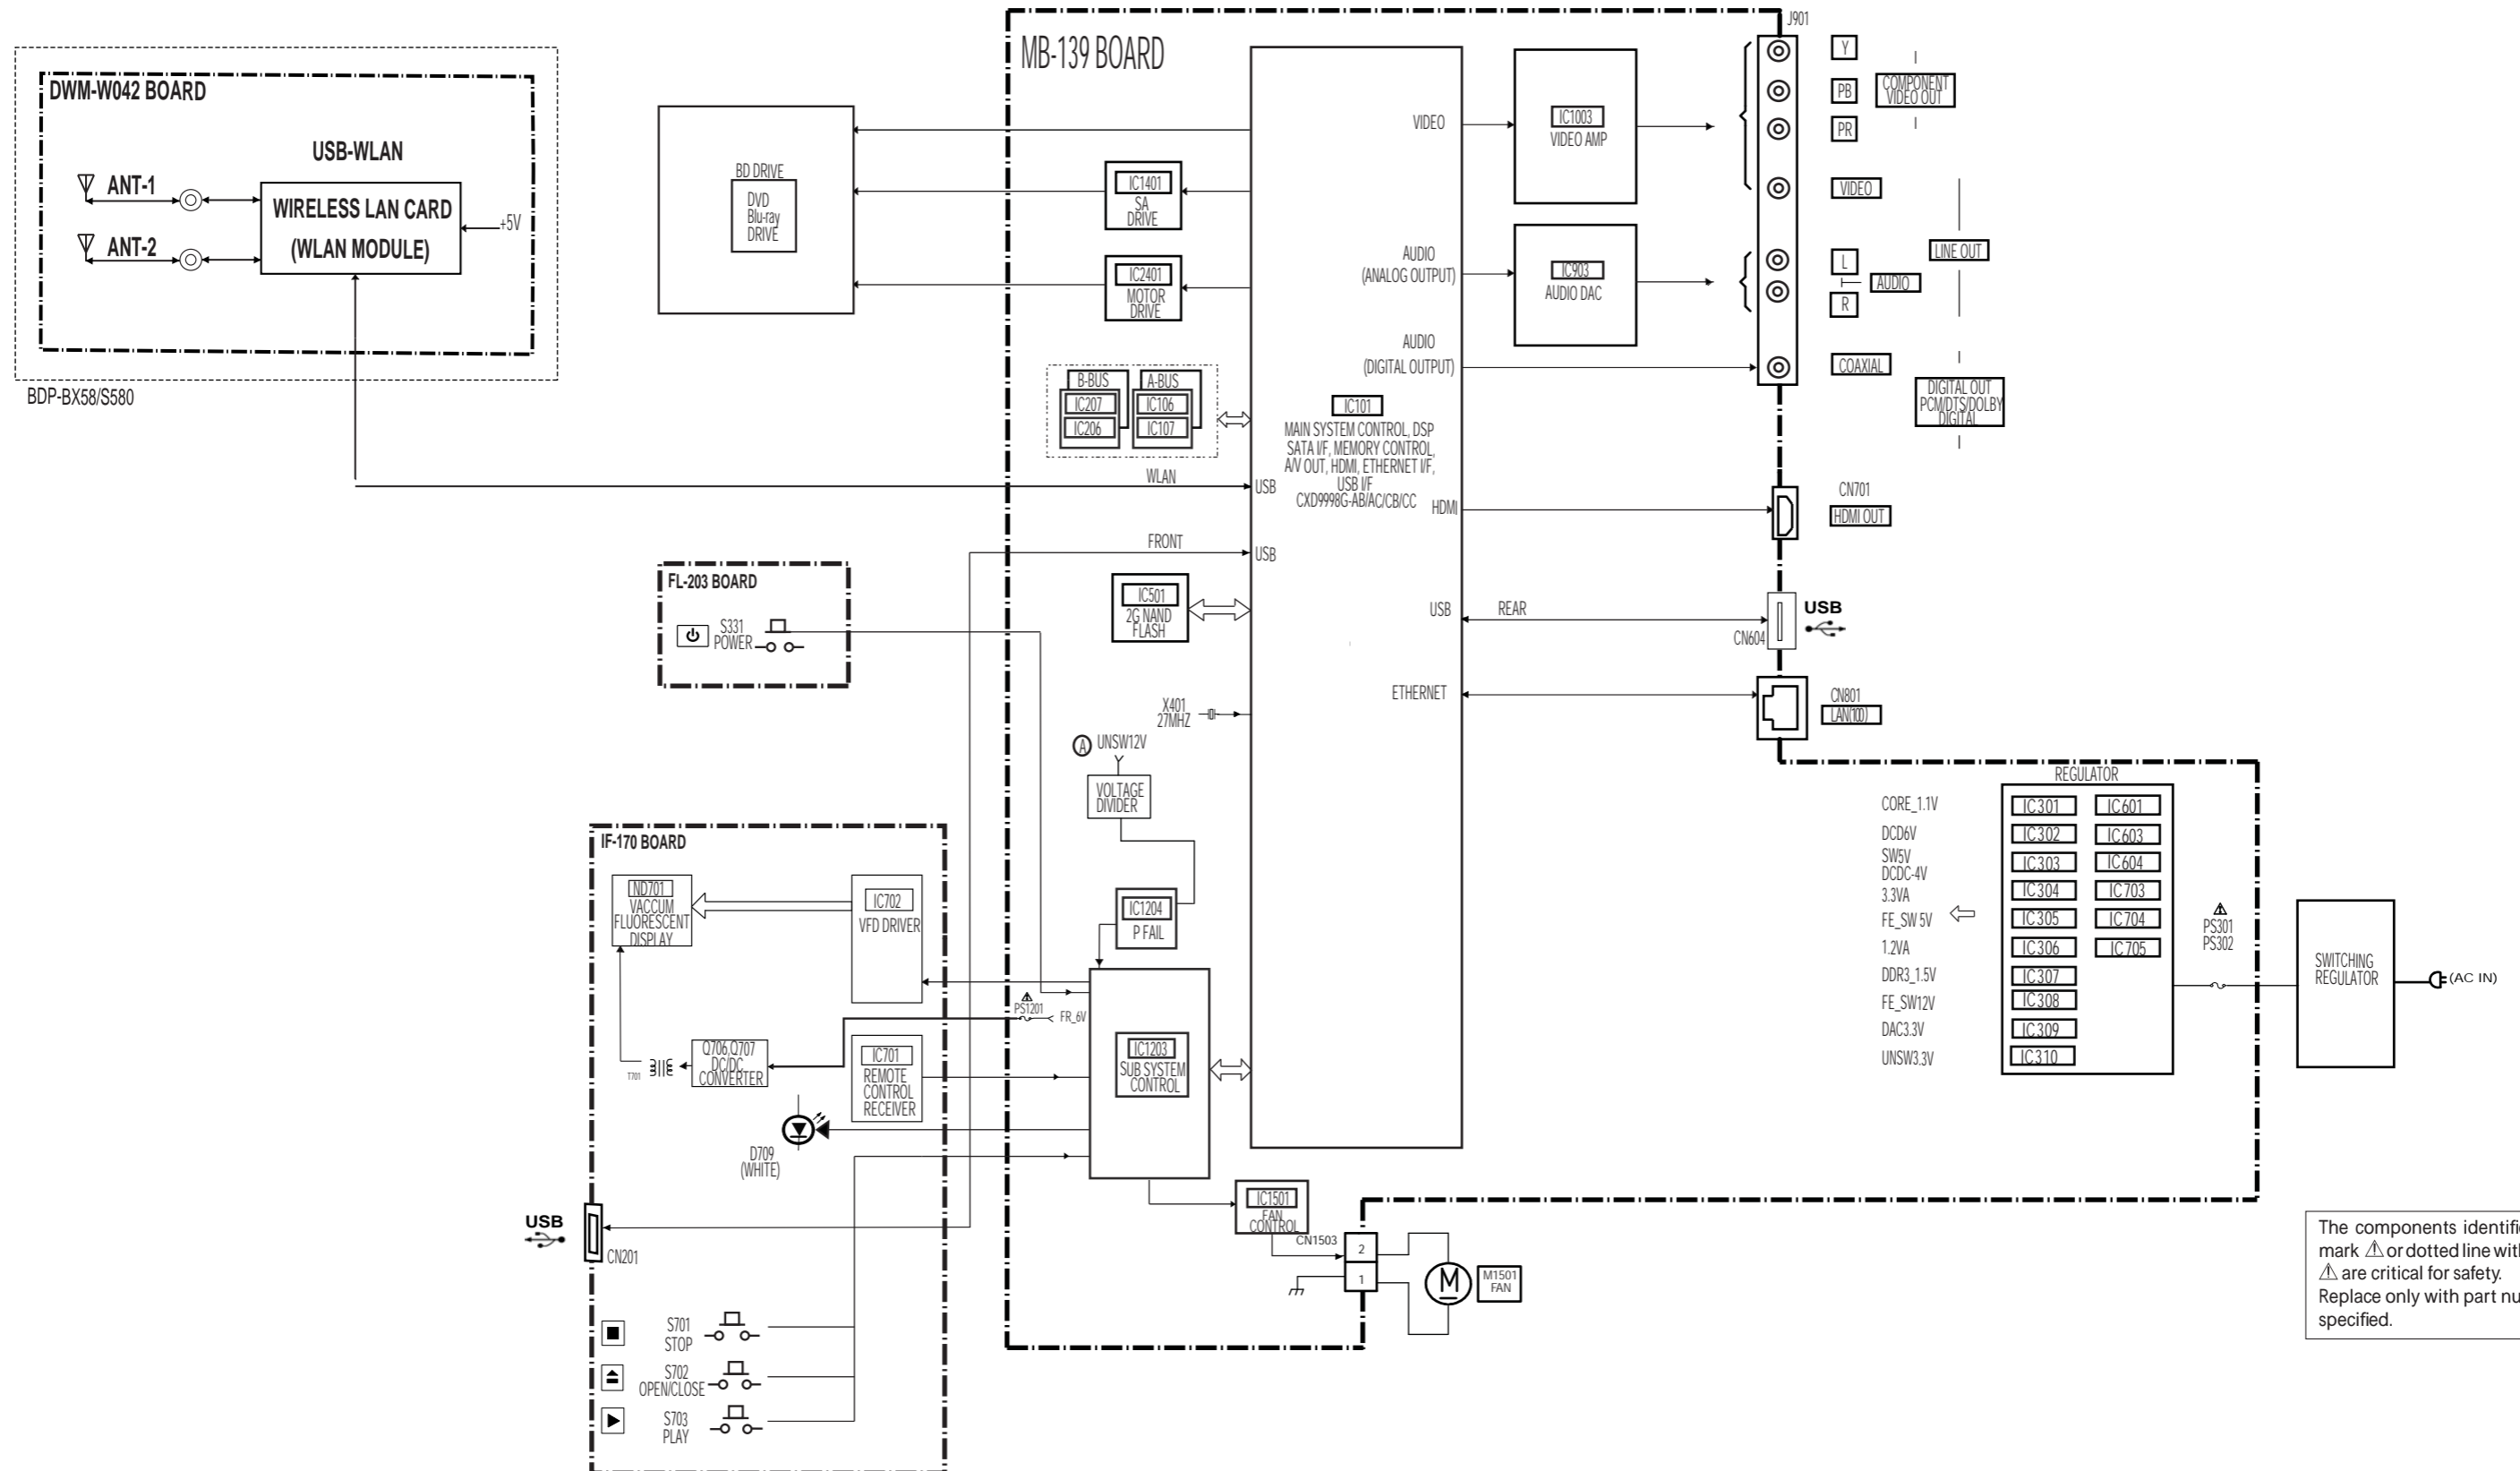 DWM-W042 BOARD
USB-WLAN
ANT-1
ANT-2
WIRELESS LAN CARD
(WLAN MODULE)
+5V
BDP-BX58/S580
BD DRIVE
DVD
Blu-ray
DRIVE
MB-139 BOARD
IC1401
SA
DRIVE
IC2401
MOTOR
DRIVE
B-BUS
IC207
IC206
A-BUS
IC106
IC107
WLAN
USB
FRONT
USB
IC501
2G NAND
FLASH
X401
27MHZ
A
UNSW12V
VOLTAGE
DIVIDER
IC1204
P FAIL
IC1203
SUB SYSTEM
CONTROL
PS1201
FR_6V
IC1501
FAN
CONTROL
CN1503
2
1
M
M1501
FAN
VIDEO
AUDIO
(ANALOG OUTPUT)
AUDIO
(DIGITAL OUTPUT)
IC101
MAIN SYSTEM CONTROL, DSP
SATA I/F, MEMORY CONTROL,
A/V OUT, HDMI, ETHERNET I/F,
USB I/F
CXD9998G-AB/AC/CB/CC
HDMI
USB
REAR
ETHERNET
IC1003
VIDEO AMP
IC903
AUDIO DAC
J901
Y
PB
PR
COMPONENT
VIDEO OUT
VIDEO
LINE OUT
L
AUDIO
R
COAXIAL
DIGITAL OUT
PCM/DTS/DOLBY
DIGITAL
CN701
HDMI OUT
USB
CN604
CN801
LAN(100)
FL-203 BOARD
S331
POWER
IF-170 BOARD
ND701
VACCUM
FLUORESCENT
DISPLAY
IC702
VFD DRIVER
T701
Q706,Q707
DC/DC
CONVERTER
IC701
REMOTE
CONTROL
RECEIVER
D709
(WHITE)
USB
CN201
S701
STOP
S702
OPEN/CLOSE
S703
PLAY
REGULATOR
CORE_1.1V
DCD6V
SW5V
DCDC-4V
3.3VA
FE_SW 5V
1.2VA
DDR3_1.5V
FE_SW12V
DAC3.3V
UNSW3.3V
IC301
IC302
IC303
IC304
IC305
IC306
IC307
IC308
IC309
IC310
IC601
IC603
IC604
IC703
IC704
IC705
PS301
PS302
SWITCHING
REGULATOR
(AC IN)
The components identifi
mark ⚠ or dotted line wit
⚠ are critical for safety.
Replace only with part nu
specified.